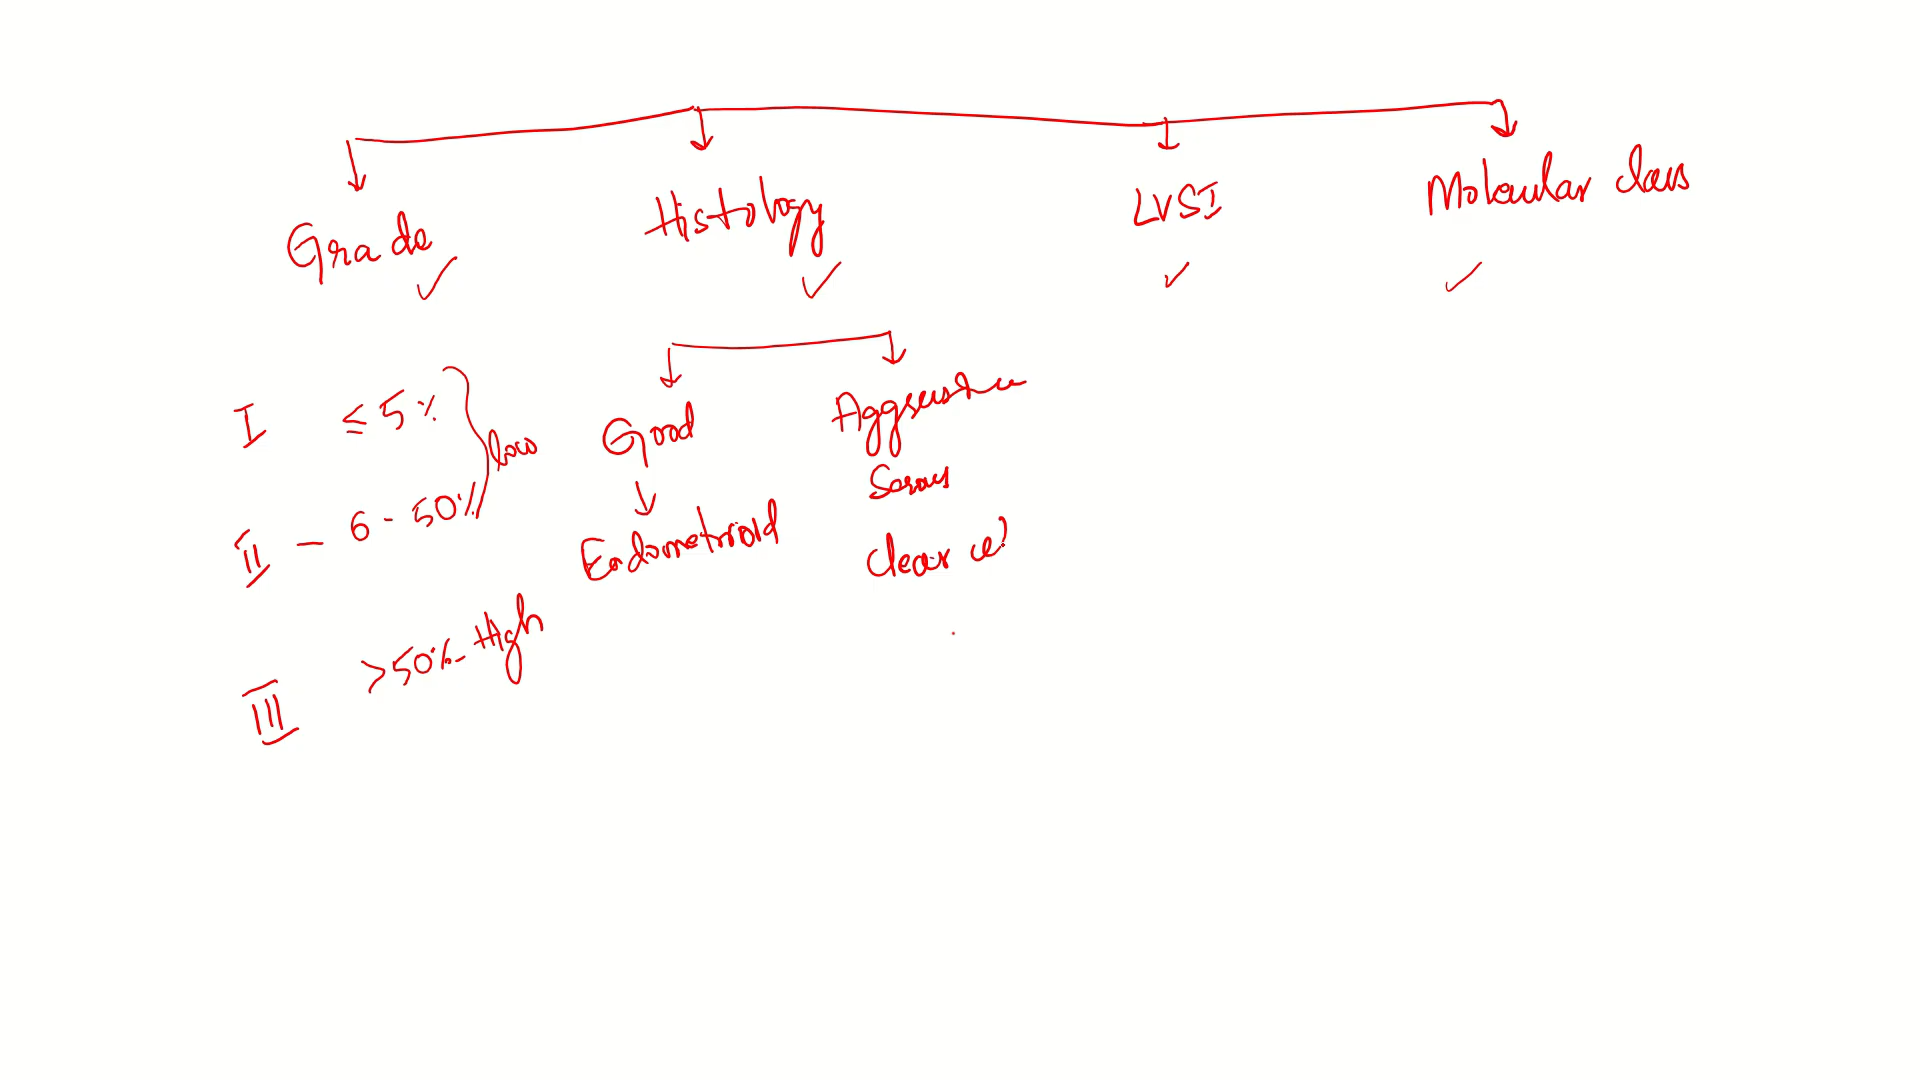 Grade
Histology
LVSI
Molecular class
I ≤5%
low
II - 6-50%
III >50%-High
Good
Endometrioid
Aggressive
Serous
clear cell